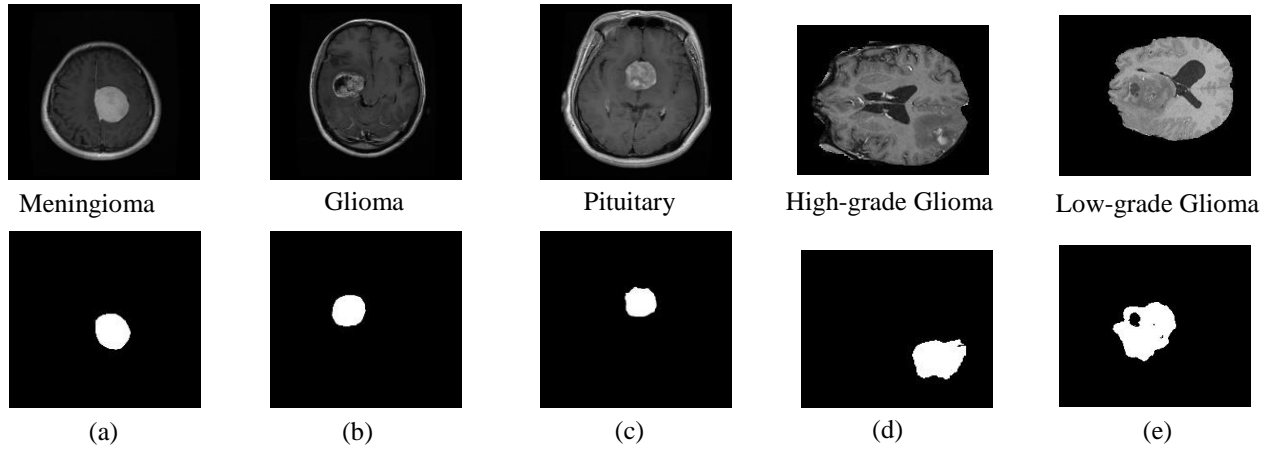 Meningioma
Glioma
Pituitary
High-grade Glioma
Low-grade Glioma
(a)
(b)
(c)
(d)
(e)